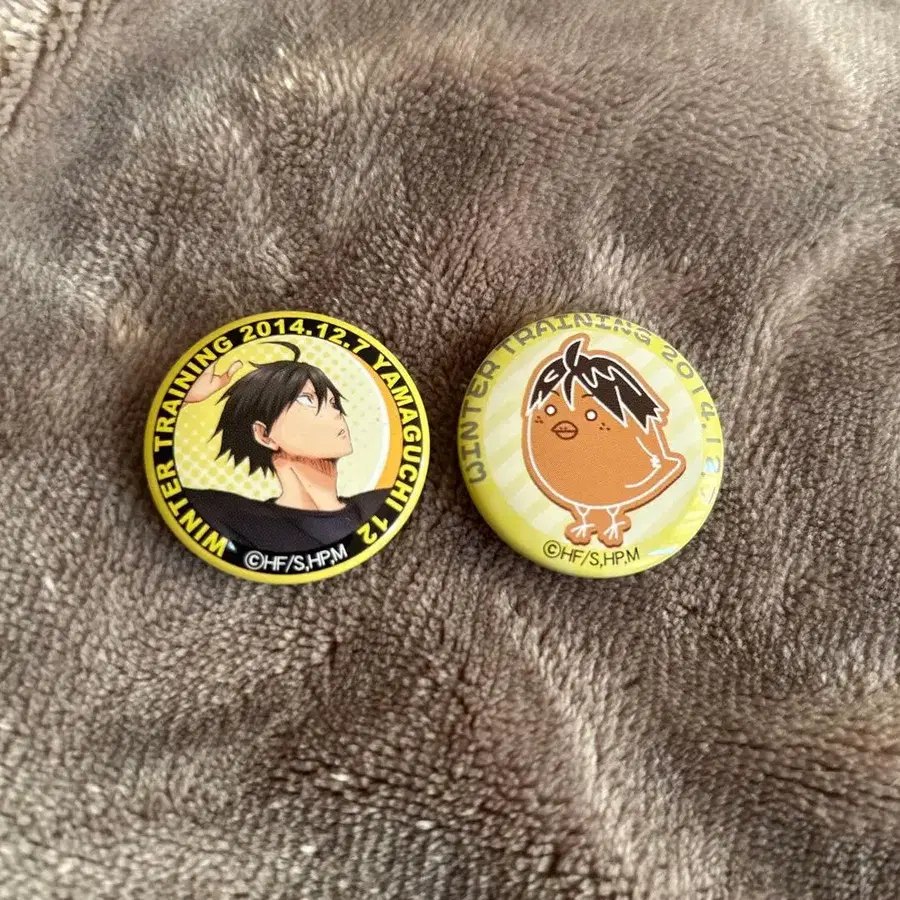 WINTER TRAINING 2014.12.7 YAMAGUCHI 12
©HF/S,HP,M
WINTER TRAINING 2014.12.
©HF/S,HP,M